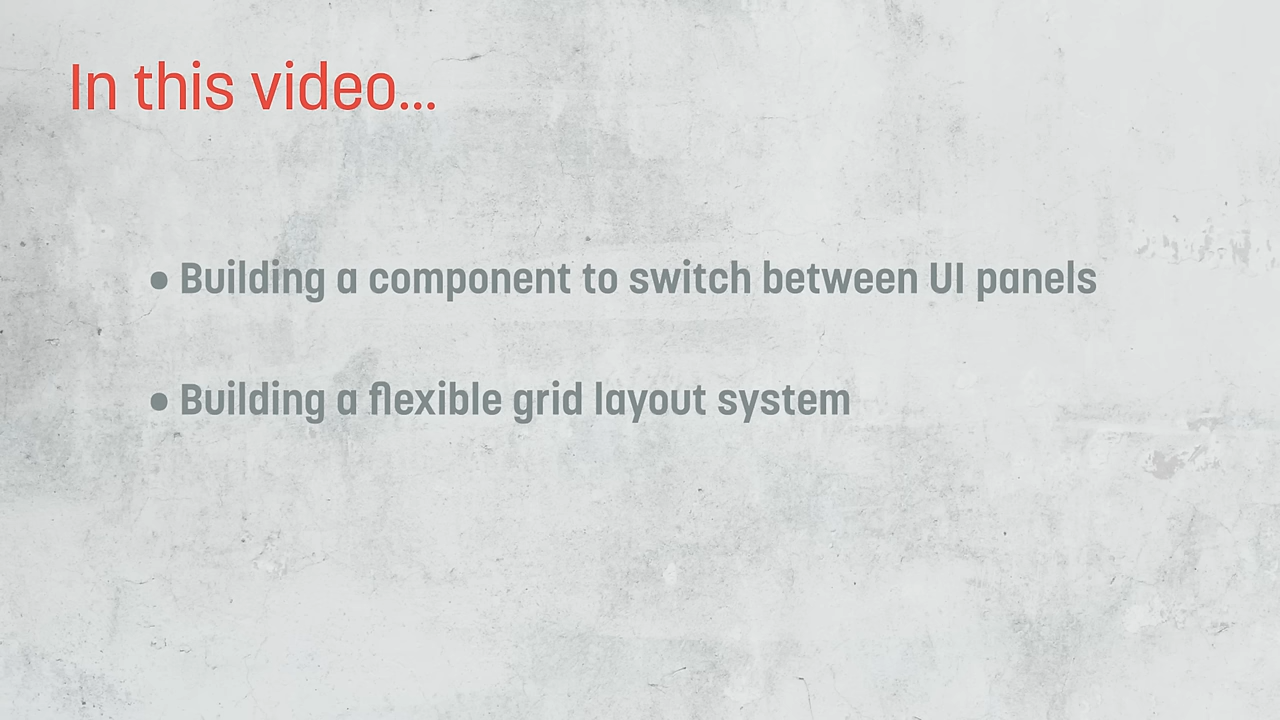 In this video...
• Building a component to switch between UI panels
• Building a flexible grid layout system